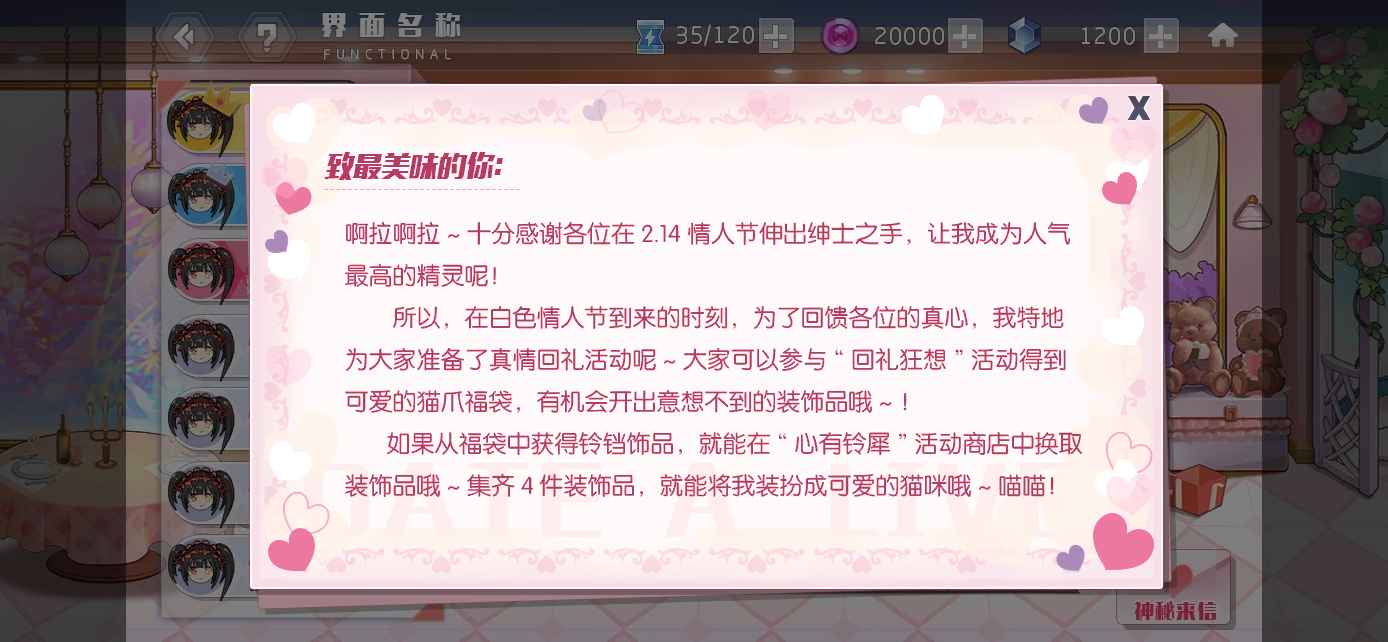 界面名称
FUNCTIONAL
35/120
20000
1200
X
致最美味的你:
啊拉啊拉~十分感谢各位在 2.14 情人节伸出绅士之手，让我成为人气
最高的精灵呢！
所以，在白色情人节到来的时刻，为了回馈各位的真心，我特地
为大家准备了真情回礼活动呢~大家可以参与“回礼狂想”活动得到
可爱的猫爪福袋，有机会开出意想不到的装饰品哦~！
如果从福袋中获得铃铛饰品，就能在“心有铃犀”活动商店中换取
装饰品哦~集齐 4 件装饰品，就能将我装扮成可爱的猫咪哦~喵喵！
DATE A LIVE
神秘来信